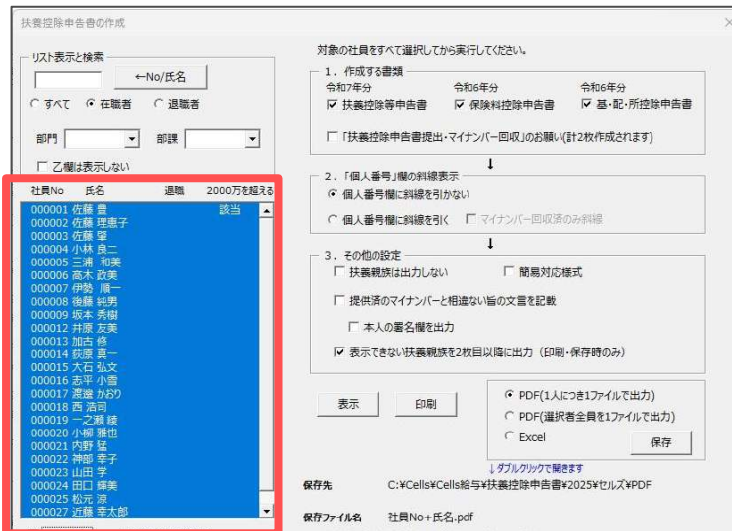 扶養控除申告書の作成
リスト表示と検索
←No/氏名
すべて 在職者 退職者
部門 部課
乙欄は表示しない
社員No 氏名 退職 2000万を超える
000001 佐藤 豊 該当
000002 佐藤 理恵子
000003 佐藤 肇
000004 小林 良二
000005 三浦 和美
000006 高木 政美
000007 伊勢 順一
000008 後藤 純男
000009 坂本 秀樹
000012 井原 友美
000013 加古 修
000014 荻原 真一
000015 大石 弘文
000016 志平 小雪
000017 渡邊 かおり
000018 西 浩司
000019 一之瀬 綾
000020 小柳 雅也
000021 内野 猛
000022 神部 幸子
000023 山田 学
000024 田口 輝美
000025 松元 涼
000027 近藤 幸太郎
対象の社員をすべて選択してから実行してください。
1. 作成する書類
令和7年分 令和6年分 令和6年分
扶養控除等申告書 保険料控除申告書 基・配・所控除申告書
「扶養控除申告書提出・マイナンバー回収」のお願い(計2枚作成されます)
↓
2.「個人番号」欄の斜線表示
個人番号欄に斜線を引かない
個人番号欄に斜線を引く マイナンバー回収済のみ斜線
↓
3. その他の設定
扶養親族は出力しない 簡易対応様式
提供済のマイナンバーと相違ない旨の文言を記載
本人の署名欄を出力
表示できない扶養親族を2枚目以降に出力（印刷・保存時のみ）
表示 印刷
PDF(1人につき1ファイルで出力)
PDF(選択者全員を1ファイルで出力)
Excel 保存
↓ダブルクリックで開きます
保存先 C:¥Cells¥Cells給与¥扶養控除申告書¥2025¥セルズ¥PDF
保存ファイル名 社員No+氏名.pdf